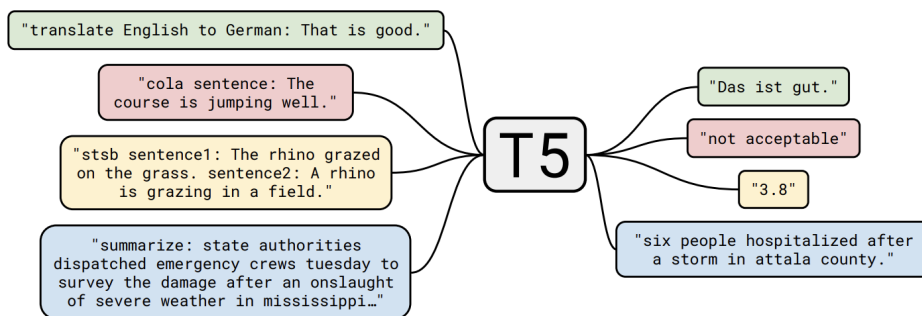 "translate English to German: That is good."
"cola sentence: The
course is jumping well."
"stsb sentence1: The rhino grazed
on the grass. sentence2: A rhino
is grazing in a field."
"summarize: state authorities
dispatched emergency crews tuesday to
survey the damage after an onslaught
of severe weather in mississippi…"
T5
"Das ist gut."
"not acceptable"
"3.8"
"six people hospitalized after
a storm in attala county."